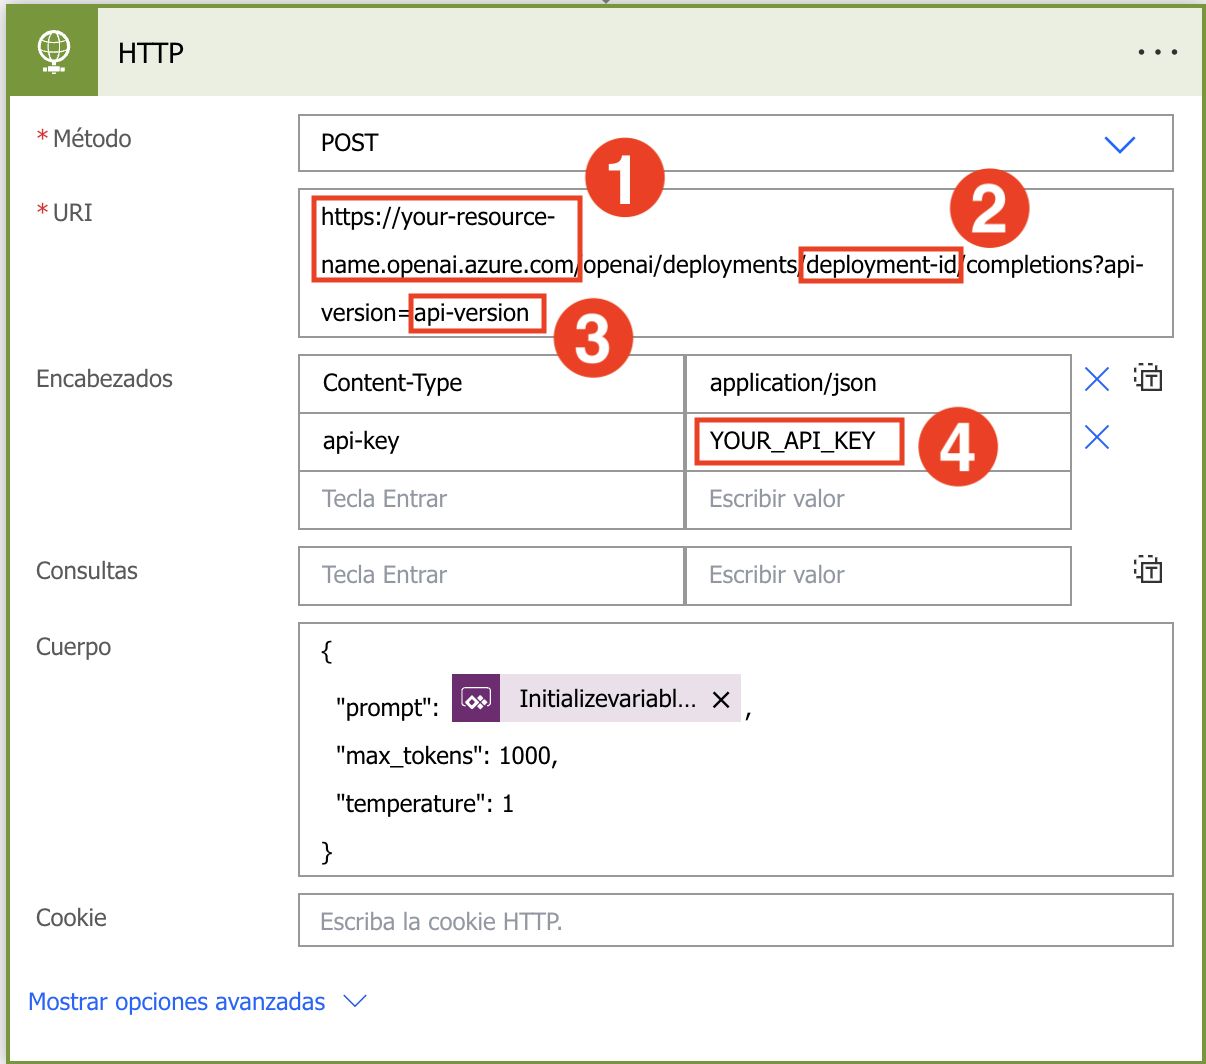 HTTP
* Método
POST
1
* URI
2
https://your-resource-
name.openai.azure.com/openai/deployments/deployment-id/completions?api-
version=api-version
3
Encabezados
Content-Type
application/json
api-key
YOUR_API_KEY
4
Tecla Entrar
Escribir valor
Consultas
Tecla Entrar
Escribir valor
Cuerpo
{
"prompt": Initializevariabl... ,
"max_tokens": 1000,
"temperature": 1
}
Cookie
Escriba la cookie HTTP.
Mostrar opciones avanzadas